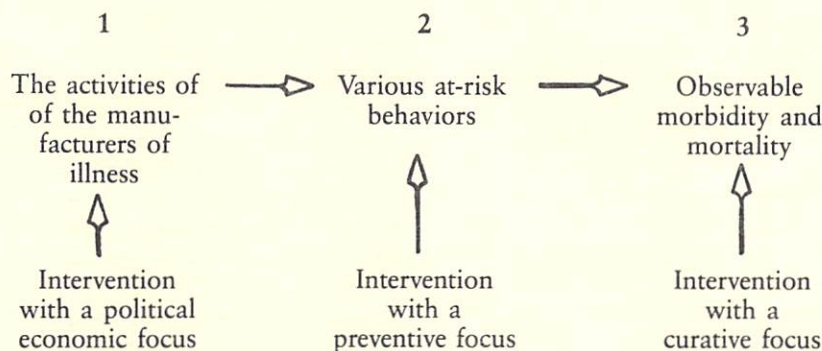 1
2
3
The activities of
of the manu-
facturers of
illness
Various at-risk
behaviors
Observable
morbidity and
mortality
Intervention
with a political
economic focus
Intervention
with a
preventive focus
Intervention
with a
curative focus